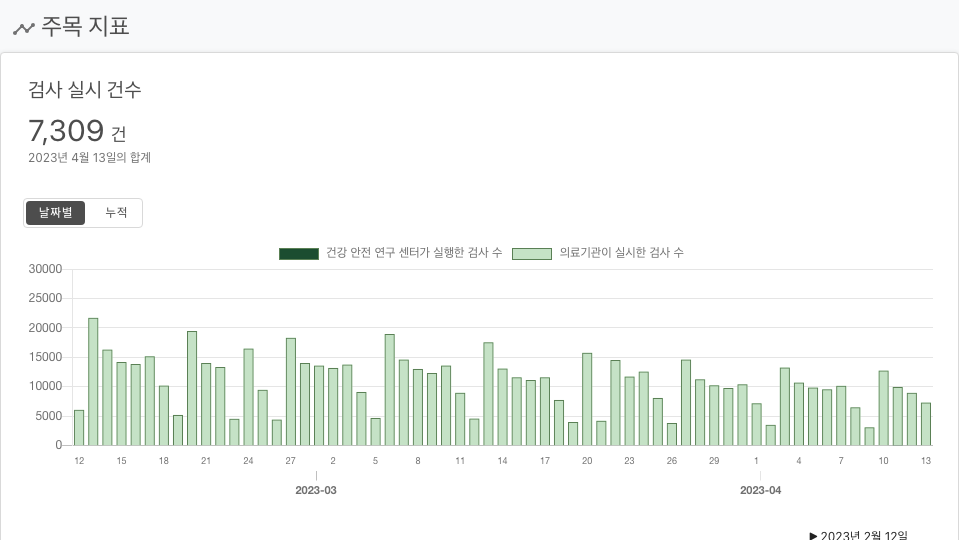 주목 지표
검사 실시 건수
7,309 건
2023년 4월 13일의 합계
날짜별 누적
건강 안전 연구 센터가 실행한 검사 수 의료기관이 실시한 검사 수
30000
25000
20000
15000
10000
5000
0
12 15 18 21 24 27 2 5 8 11 14 17 20 23 26 29 1 4 7 10 13
2023-03 2023-04
▶ 2023년 2월 12일